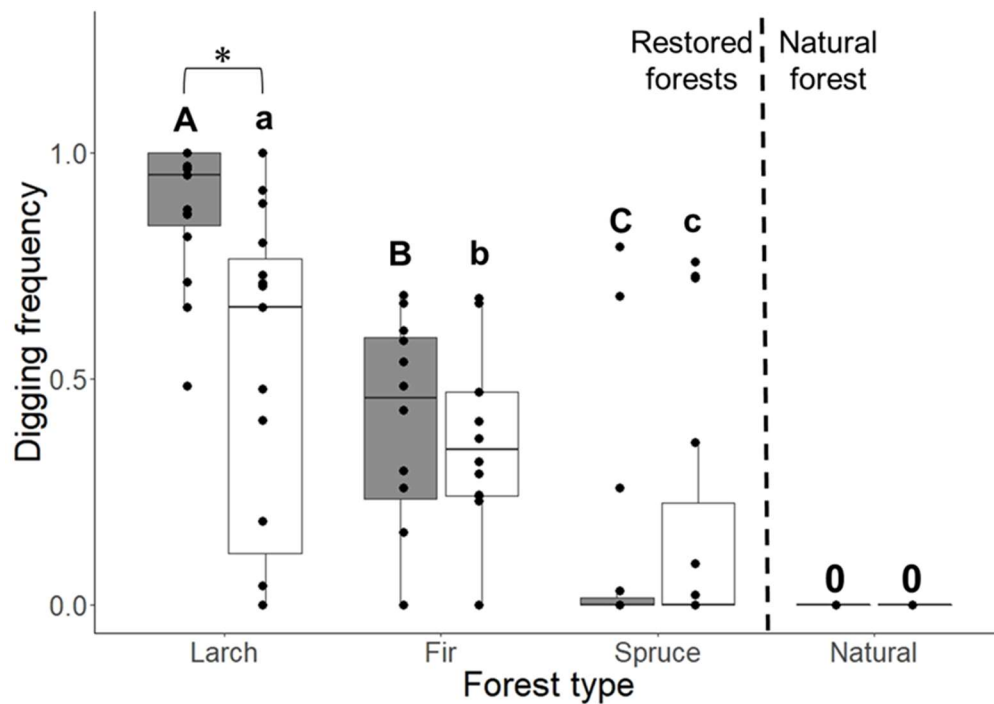 Restored
forests
Natural
forest
*
A
a
B
b
C
c
0
0
1.0
0.5
0.0
Digging frequency
Larch
Fir
Spruce
Natural
Forest type